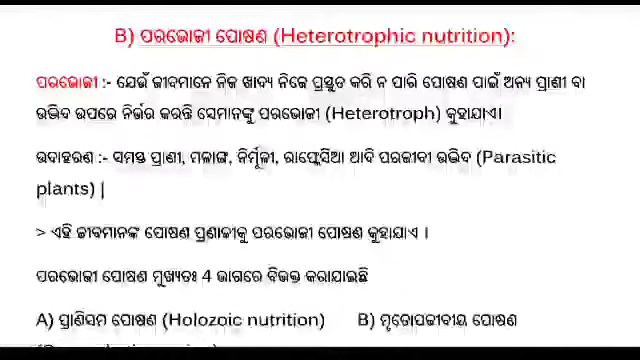 B) ପରଭୋଜୀ ପୋଷଣ (Heterotrophic nutrition):
ପରଭୋଜୀ :- ଯେଉଁ ଜୀବମାନେ ନିଜ ଖାଦ୍ୟ ନିଜେ ପ୍ରସ୍ତୁତ କରି ନ ପାରି ପୋଷଣ ପାଇଁ ଅନ୍ୟ ପ୍ରାଣୀ ବା
ଉଦ୍ଭିଦ ଉପରେ ନିର୍ଭର କରନ୍ତି ସେମାନଙ୍କୁ ପରଭୋଜୀ (Heterotroph) କୁହାଯାଏ।
ଉଦାହରଣ :- ସମସ୍ତ ପ୍ରାଣୀ, ମଳାଙ୍ଗ, ନିର୍ମୂଳୀ, ରାଫ୍ଲେସିଆ ଆଦି ପରଜୀବୀ ଉଦ୍ଭିଦ (Parasitic
plants) |
> ଏହି ଜୀବମାନଙ୍କ ପୋଷଣ ପ୍ରଣାଳୀକୁ ପରଭୋଜୀ ପୋଷଣ କୁହାଯାଏ ।
ପରଭୋଜୀ ପୋଷଣ ମୁଖ୍ୟତଃ 4 ଭାଗରେ ବିଭକ୍ତ କରାଯାଇଛି
A) ପ୍ରାଣିସମ ପୋଷଣ (Holozoic nutrition) B) ମୃତୋପଜୀବୀୟ ପୋଷଣ